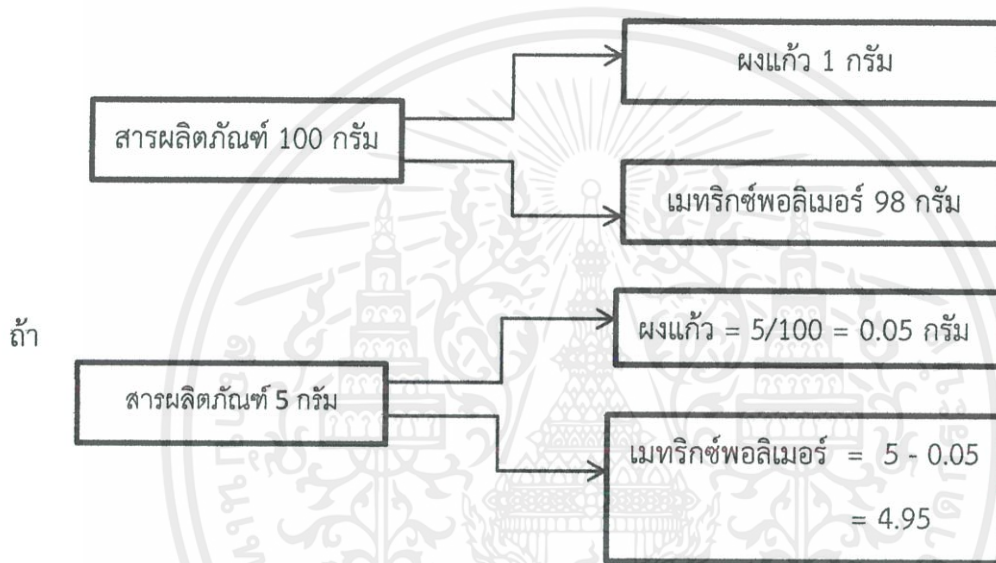 ผงแก้ว 1 กรัม
สารผลิตภัณฑ์ 100 กรัม
เมทริกซ์พอลิเมอร์ 98 กรัม
ถ้า
ผงแก้ว = 5/100 = 0.05 กรัม
สารผลิตภัณฑ์ 5 กรัม
เมทริกซ์พอลิเมอร์ = 5 - 0.05
= 4.95